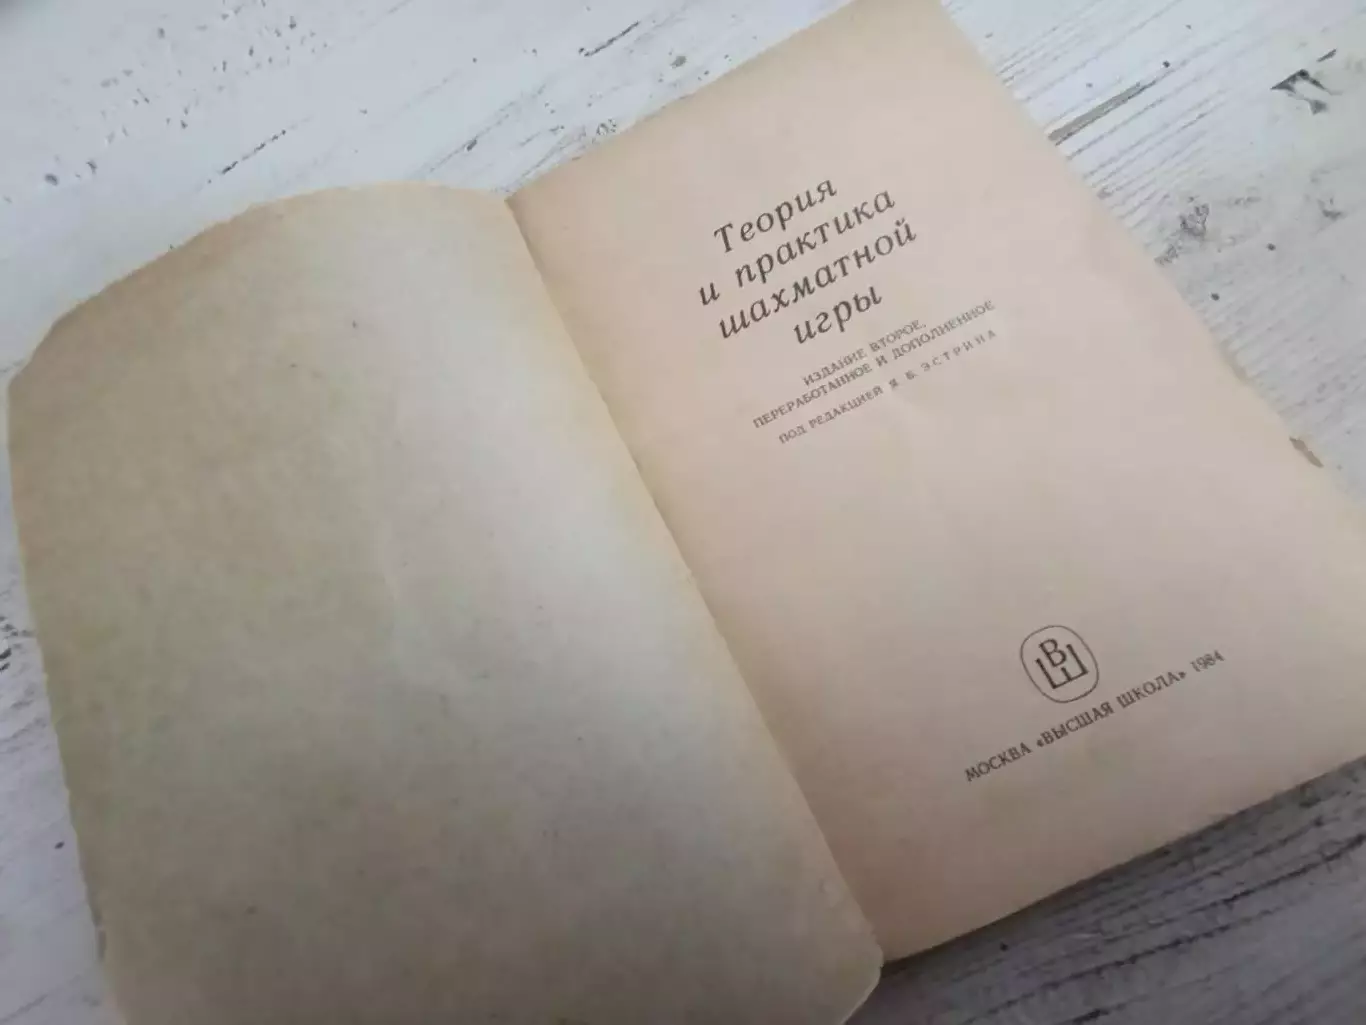 Теория
и практика
шахматной
игры
ИЗДАНИЕ ВТОРОЕ,
ПЕРЕРАБОТАННОЕ И ДОПОЛНЕННОЕ
ПОД РЕДАКЦИЕЙ Я. Б. ЭСТРИНА
ВШ
МОСКВА «ВЫСШАЯ ШКОЛА» 1984